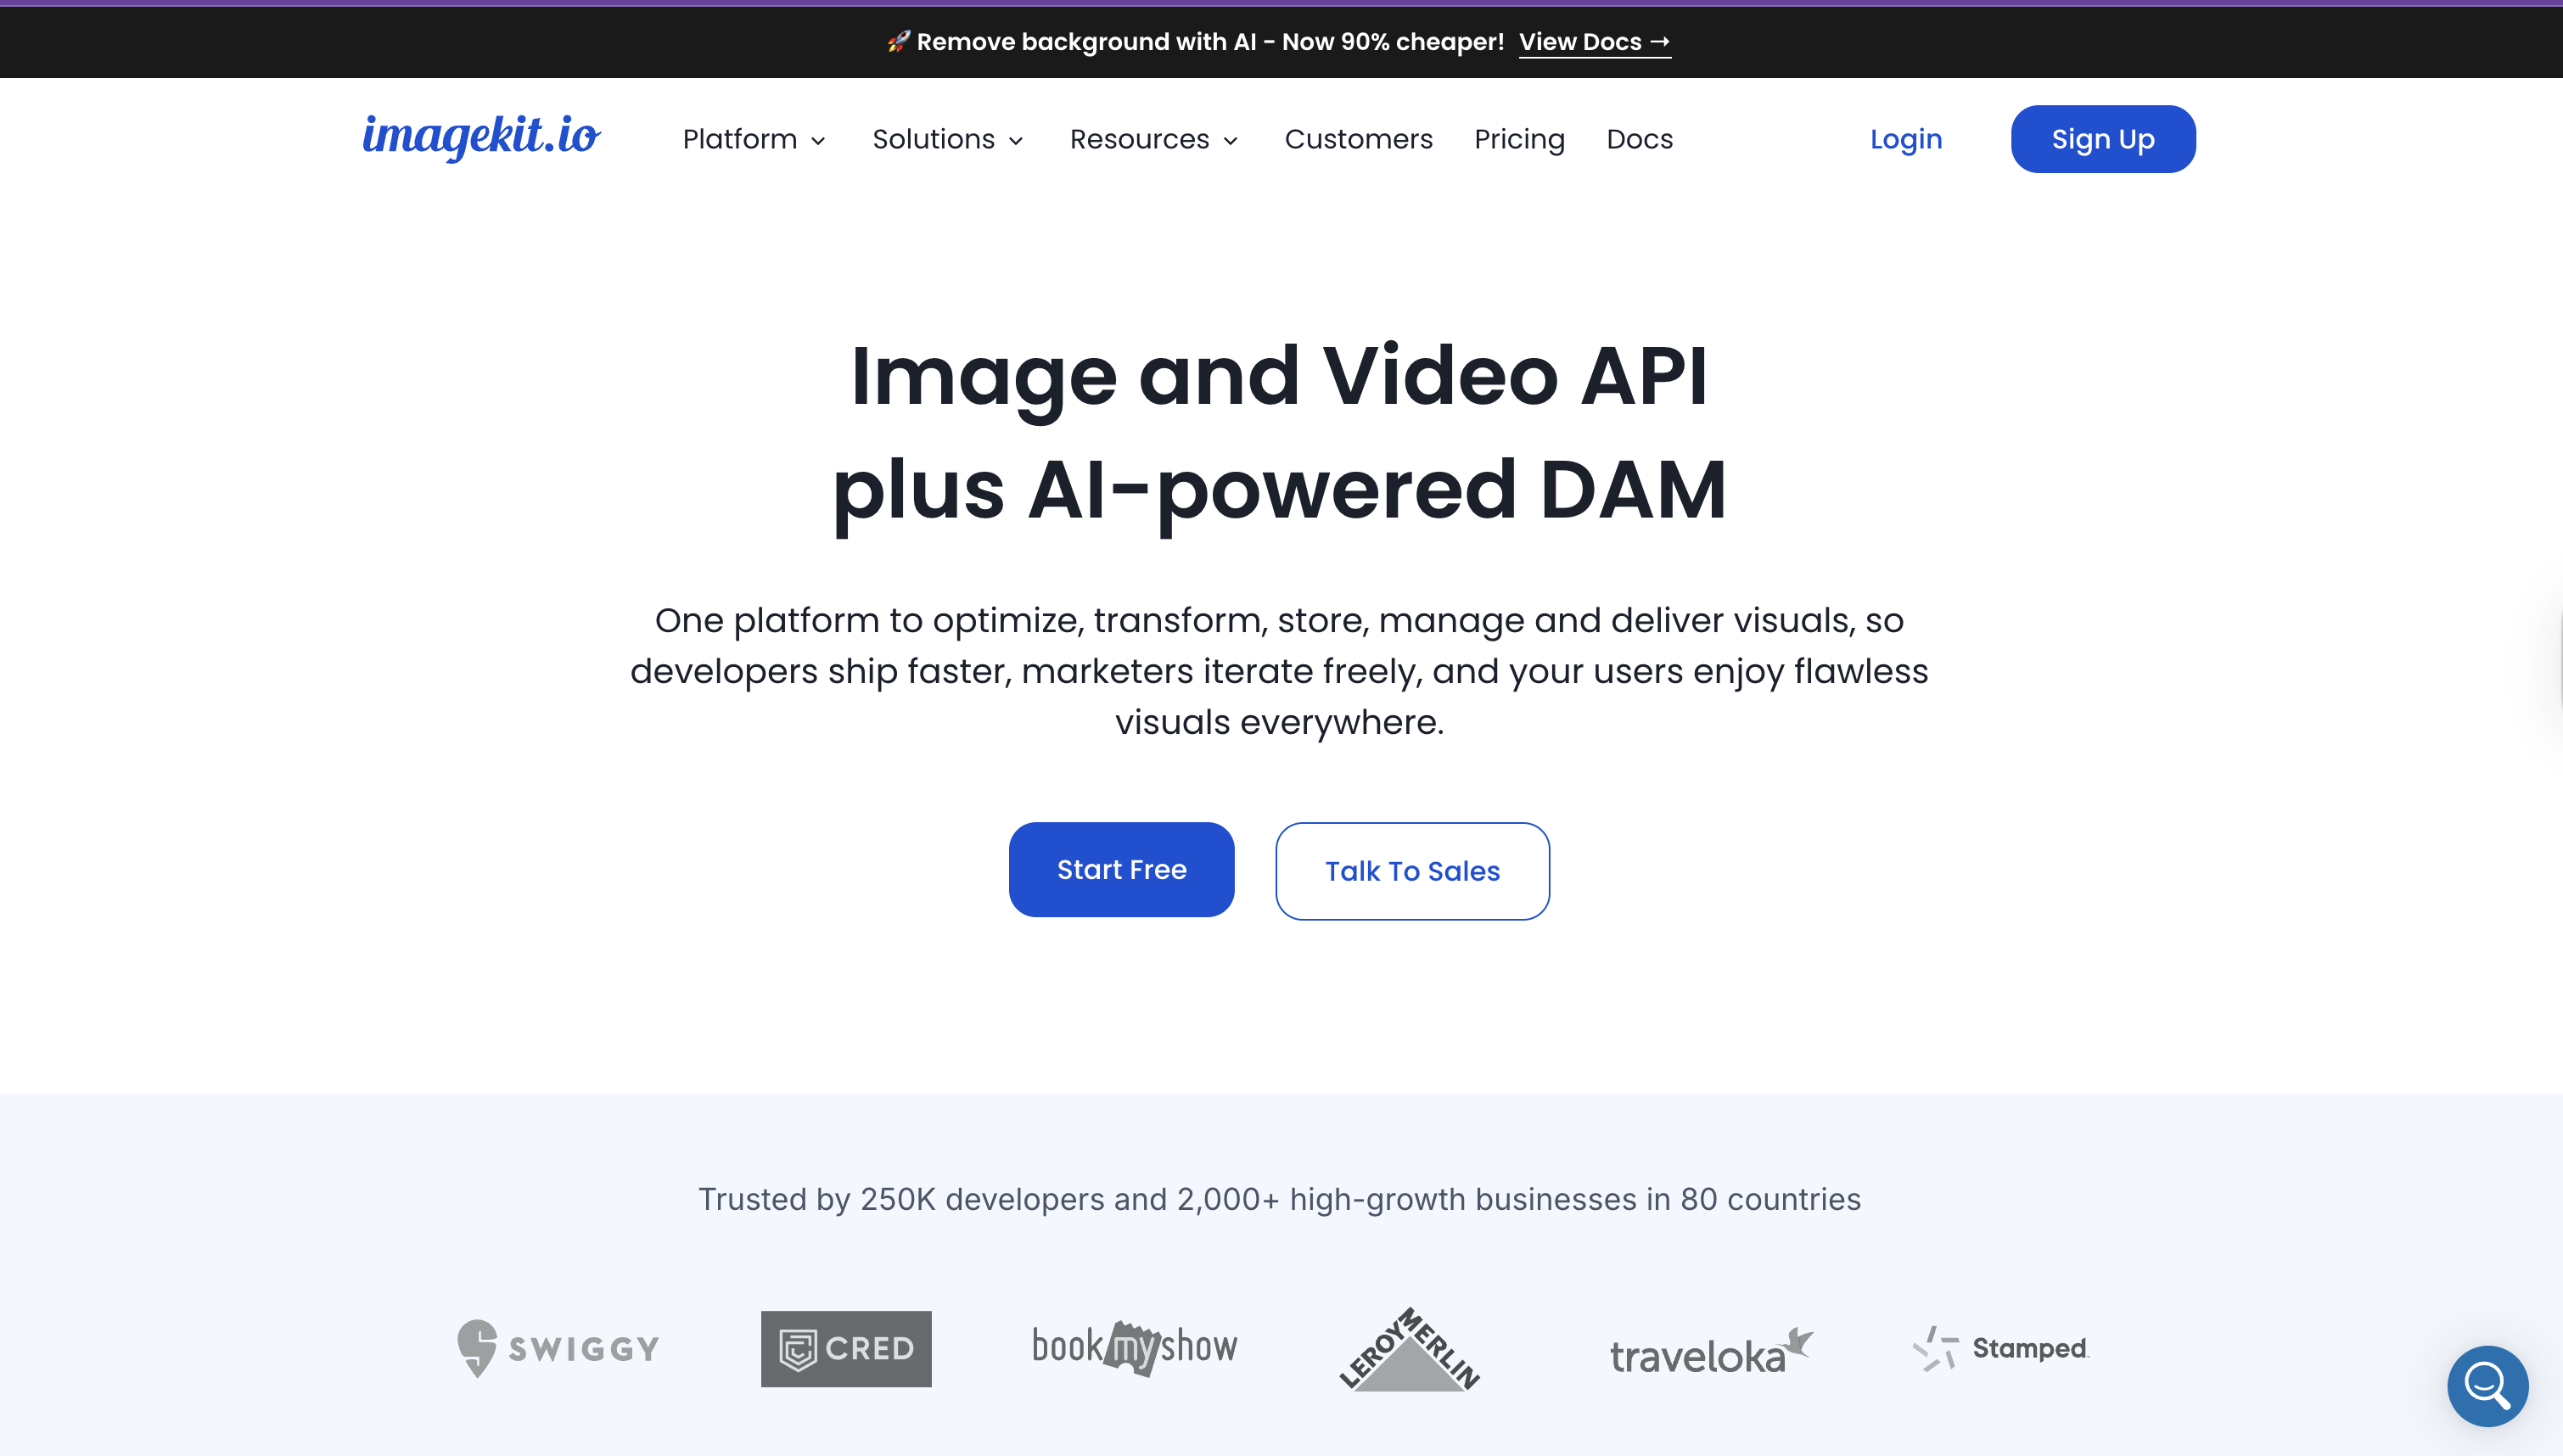 🚀 Remove background with AI - Now 90% cheaper! View Docs →
imagekit.io Platform Solutions Resources Customers Pricing Docs Login Sign Up
Image and Video API
plus AI-powered DAM
One platform to optimize, transform, store, manage and deliver visuals, so
developers ship faster, marketers iterate freely, and your users enjoy flawless
visuals everywhere.
Start Free Talk To Sales
Trusted by 250K developers and 2,000+ high-growth businesses in 80 countries
SWIGGY CRED bookmyshow LEROY MERLIN traveloka Stamped